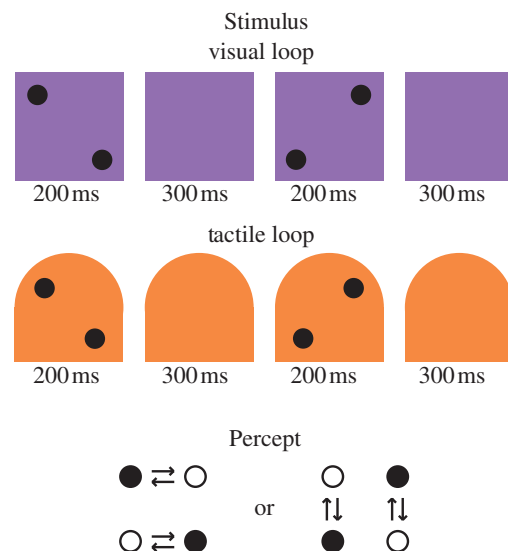 Stimulus
visual loop
200 ms 300 ms 200 ms 300 ms
tactile loop
200 ms 300 ms 200 ms 300 ms
Percept
or